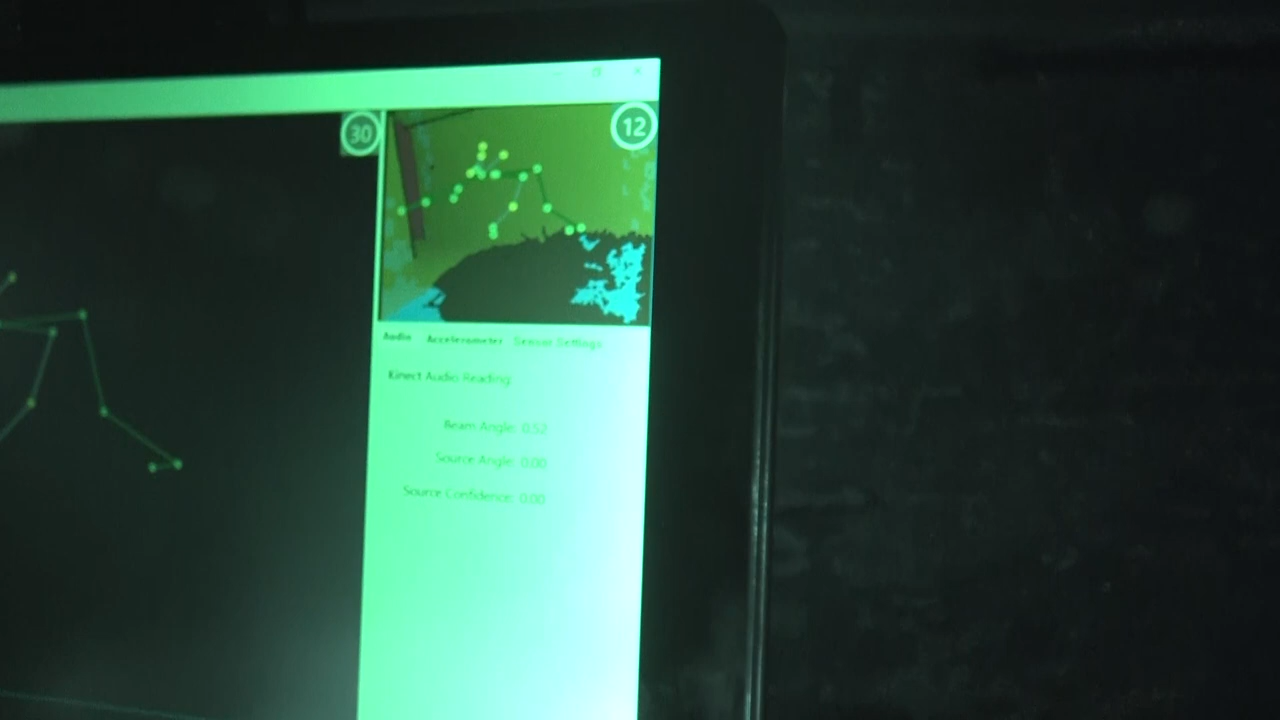 30
12
Audio Accelerometer Sensor Settings
Kinect Audio Reading:
Beam Angle: 0.52
Source Angle: 0.00
Source Confidence: 0.00